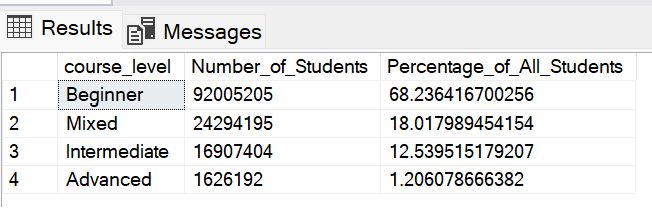 Results Messages
course_level Number_of_Students Percentage_of_All_Students
1 Beginner 92005205 68.236416700256
2 Mixed 24294195 18.017989454154
3 Intermediate 16907404 12.539515179207
4 Advanced 1626192 1.206078666382